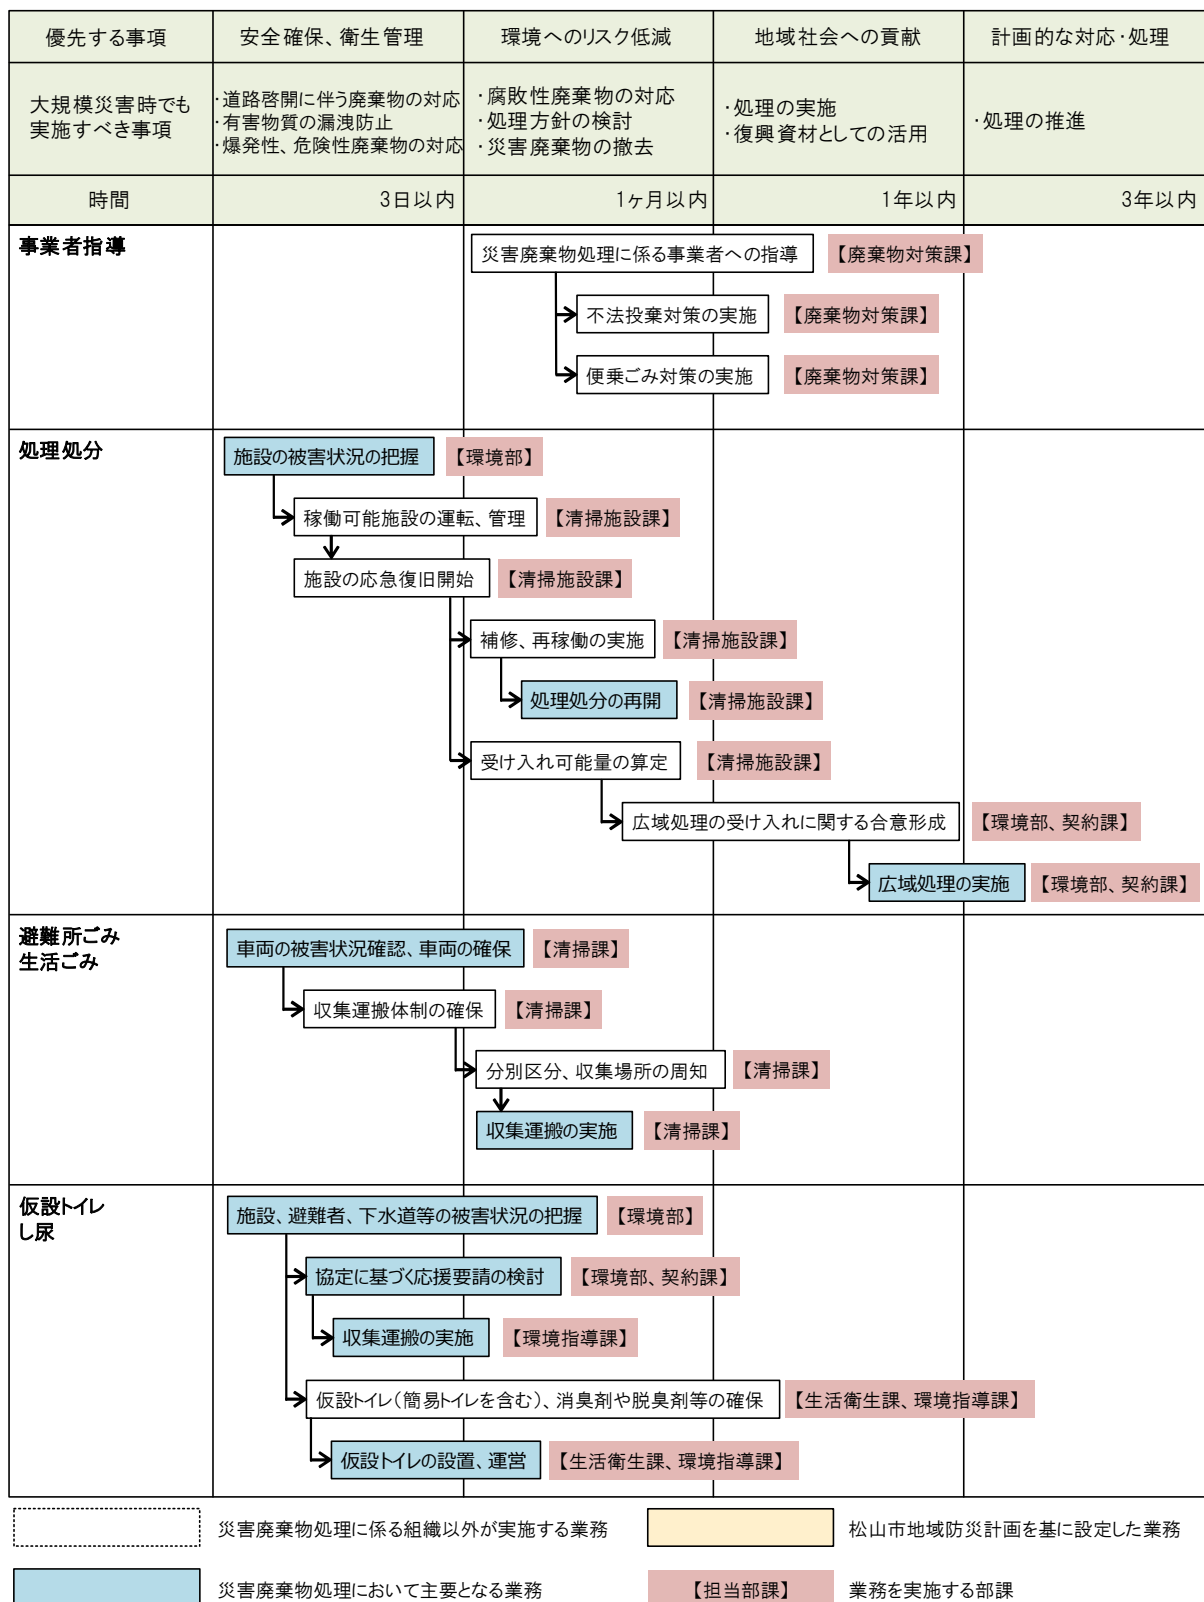 優先する事項
安全確保、衛生管理
環境へのリスク低減
地域社会への貢献
計画的な対応・処理
大規模災害時でも
実施すべき事項
・道路啓開に伴う廃棄物の対応
・有害物質の漏洩防止
・爆発性、危険性廃棄物の対応
・腐敗性廃棄物の対応
・処理方針の検討
・災害廃棄物の撤去
・処理の実施
・復興資材としての活用
・処理の推進
時間
3日以内
1ヶ月以内
1年以内
3年以内
事業者指導
災害廃棄物処理に係る事業者への指導
【廃棄物対策課】
不法投棄対策の実施
【廃棄物対策課】
便乗ごみ対策の実施
【廃棄物対策課】
処理処分
施設の被害状況の把握
【環境部】
稼働可能施設の運転、管理
【清掃施設課】
施設の応急復旧開始
【清掃施設課】
補修、再稼働の実施
【清掃施設課】
処理処分の再開
【清掃施設課】
受け入れ可能量の算定
【清掃施設課】
広域処理の受け入れに関する合意形成
【環境部、契約課】
広域処理の実施
【環境部、契約課】
避難所ごみ
生活ごみ
車両の被害状況確認、車両の確保
【清掃課】
収集運搬体制の確保
【清掃課】
分別区分、収集場所の周知
【清掃課】
収集運搬の実施
【清掃課】
仮設トイレ
し尿
施設、避難者、下水道等の被害状況の把握
【環境部】
協定に基づく応援要請の検討
【環境部、契約課】
収集運搬の実施
【環境指導課】
仮設トイレ（簡易トイレを含む）、消臭剤や脱臭剤等の確保
【生活衛生課、環境指導課】
仮設トイレの設置、運営
【生活衛生課、環境指導課】
災害廃棄物処理に係る組織以外が実施する業務
松山市地域防災計画を基に設定した業務
災害廃棄物処理において主要となる業務
【担当部課】
業務を実施する部課